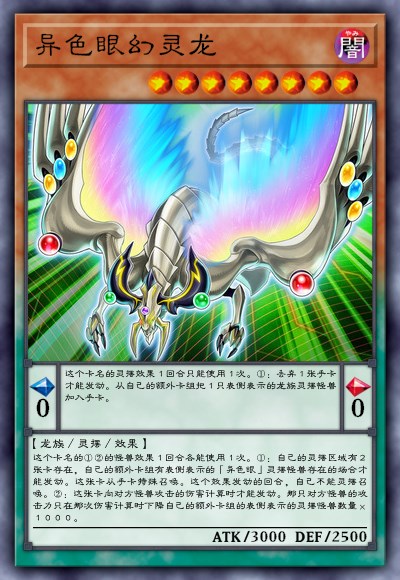 异色眼幻灵龙
やみ
闇
这个卡名的灵摆效果1回合只能使用1次。①：丢弃1张手卡
才能发动。从自己的额外卡组把1只表侧表示的龙族灵摆怪兽
加入手卡。
0
0
【龙族／灵摆／效果】
这个卡名的①②的怪兽效果1回合各能使用1次。①：自己的灵摆区域有2
张卡存在，自己的额外卡组有表侧表示的「异色眼」灵摆怪兽存在的场合才
能发动。这张卡从手卡特殊召唤。这个效果发动的回合，自己不能灵摆召
唤。②：这张卡向对方怪兽攻击的伤害计算时才能发动。那只对方怪兽的攻
击力只在那次伤害计算时下降自己的额外卡组的表侧表示的灵摆怪兽数量×
1000。
ATK/3000 DEF/2500